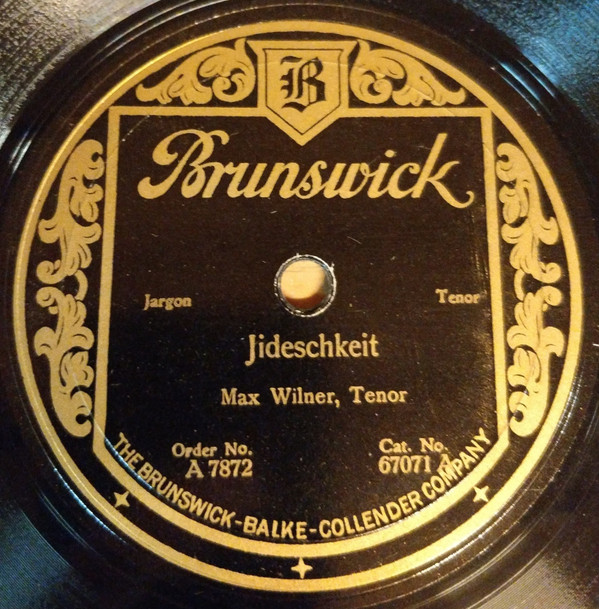 B
Brunswick
Jargon Tenor
Jideschkeit
Max Wilner, Tenor
Order No. Cat. No.
A 7872 67071 A
THE BRUNSWICK-BALKE-COLLENDER COMPANY